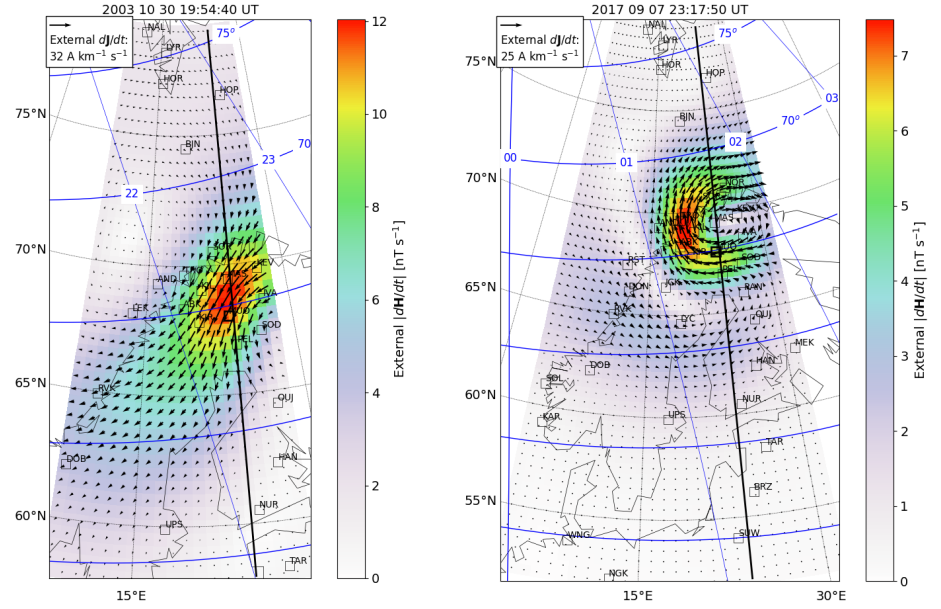 2003 10 30 19:54:40 UT
External dJ/dt:
32 A km⁻¹ s⁻¹
NAL
LYR
HOR
HOP
BJN
75°
70
22
23
SOR
KEV
MAS
AND
KIL
IVA
ABK
LEK
SOD
PEL
RVK
OUJ
DOB
HAN
NUR
UPS
TAR
75°N
70°N
65°N
60°N
15°E
12
10
8
6
4
2
0
External |dH/dt| [nT s⁻¹]
2017 09 07 23:17:50 UT
External dJ/dt:
25 A km⁻¹ s⁻¹
NAL
LYR
HOR
HOP
BJN
75°
70°
00
01
02
03
NOR
KEV
MAS
IVA
SOD
PEL
RST
DON
JCK
RAN
RVK
LYC
OUJ
MEK
HAN
DOB
SOL
NUR
KAR
UPS
TAR
BRZ
WNG
SUW
NGK
75°N
70°N
65°N
60°N
55°N
15°E
30°E
7
6
5
4
3
2
1
0
External |dH/dt| [nT s⁻¹]